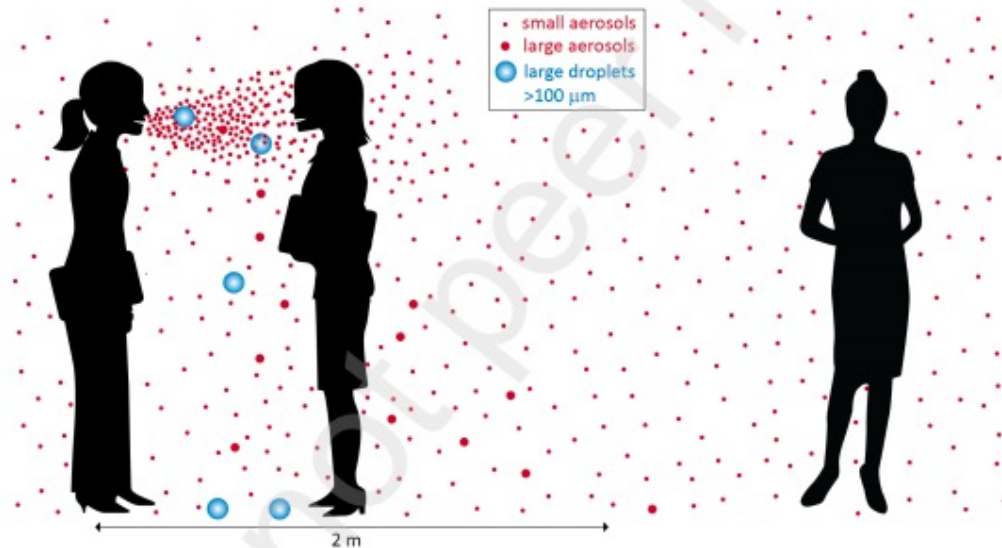 small aerosols
large aerosols
large droplets
>100 μm
not peer r
2 m